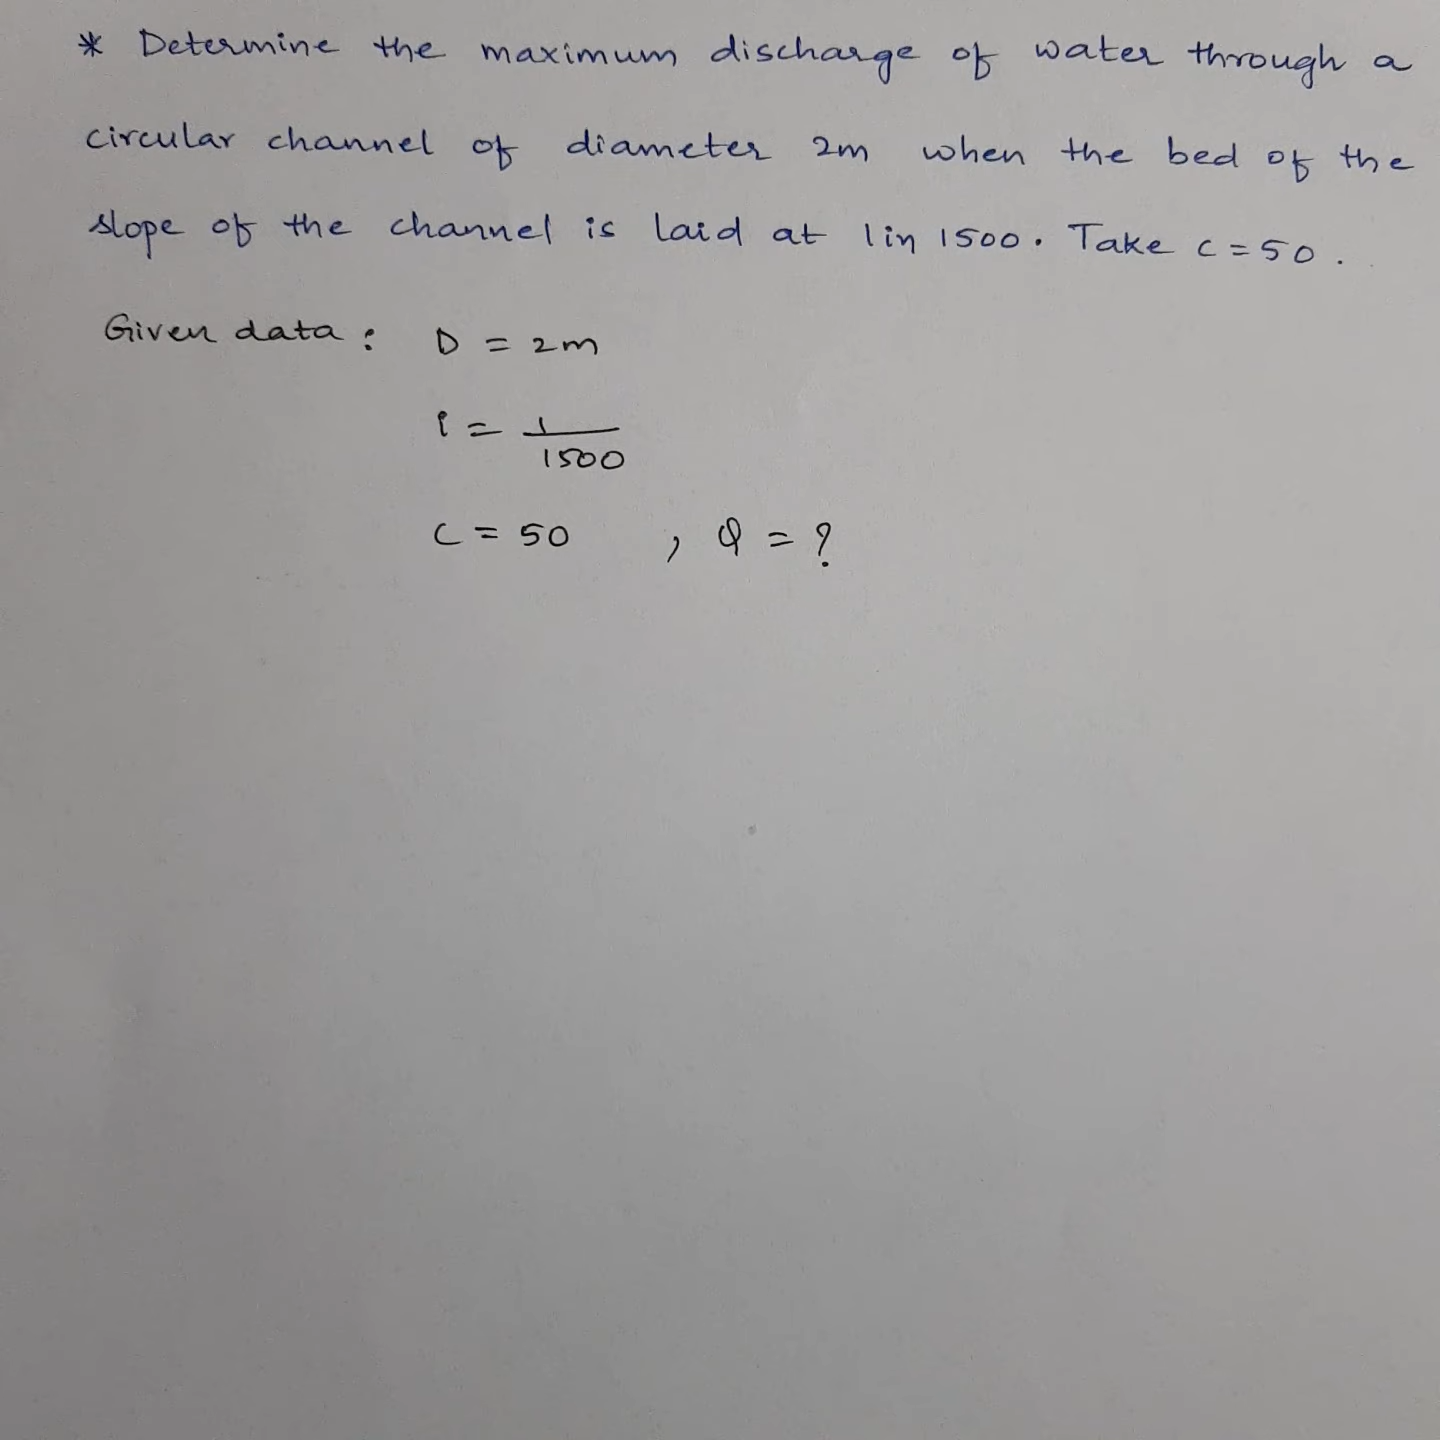 * Determine the maximum discharge of water through a
circular channel of diameter 2m when the bed of the
slope of the channel is laid at 1 in 1500. Take C = 50.
Given data : D = 2m
i = 1/1500
C = 50 , Q = ?